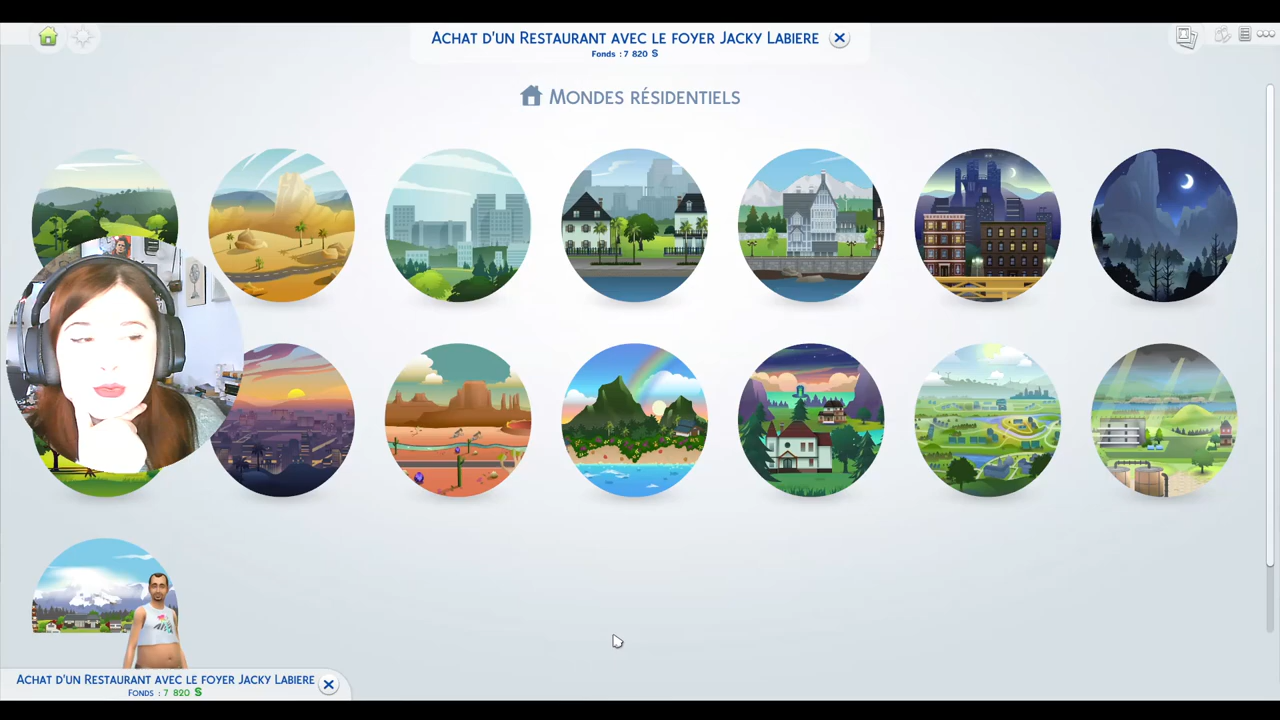 Achat d'un Restaurant avec le foyer Jacky Labiere
Fonds : 7 820 $
Mondes résidentiels
Achat d'un Restaurant avec le foyer Jacky Labiere
Fonds : 7 820 $